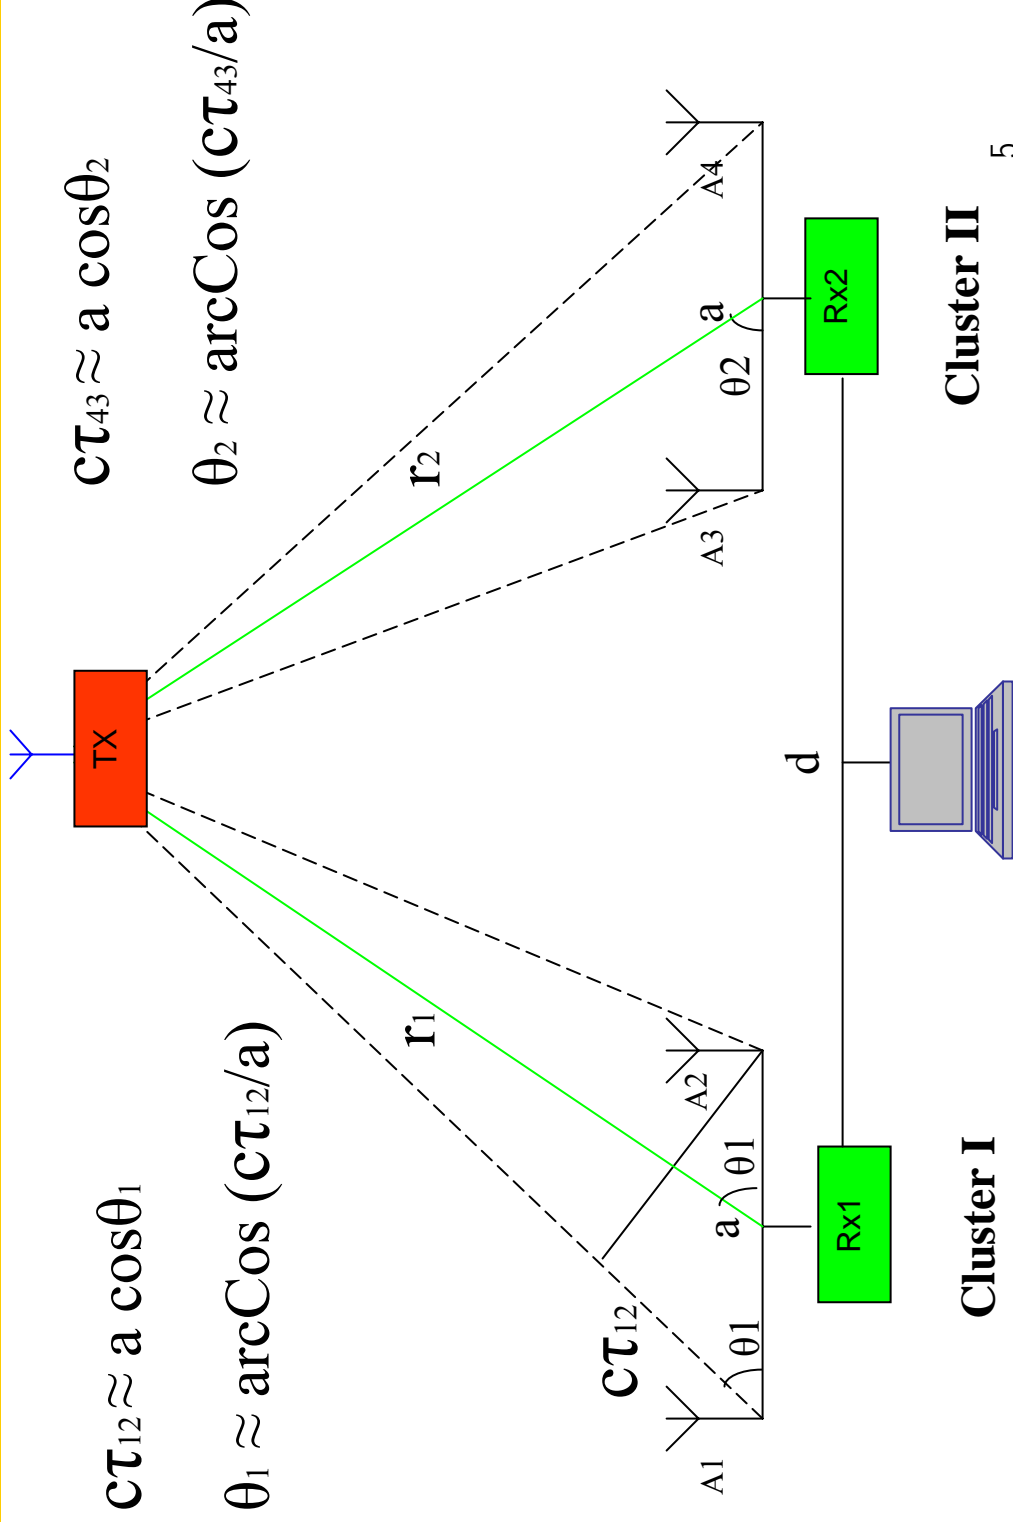 cτ12 ≈ a cosθ1
cτ43 ≈ a cosθ2
θ1 ≈ arcCos (cτ12/a)
θ2 ≈ arcCos (cτ43/a)
TX
r1
r2
cτ12
A1
A2
A3
A4
θ1
a
θ1
θ2
a
d
Rx1
Rx2
Cluster I
Cluster II
5